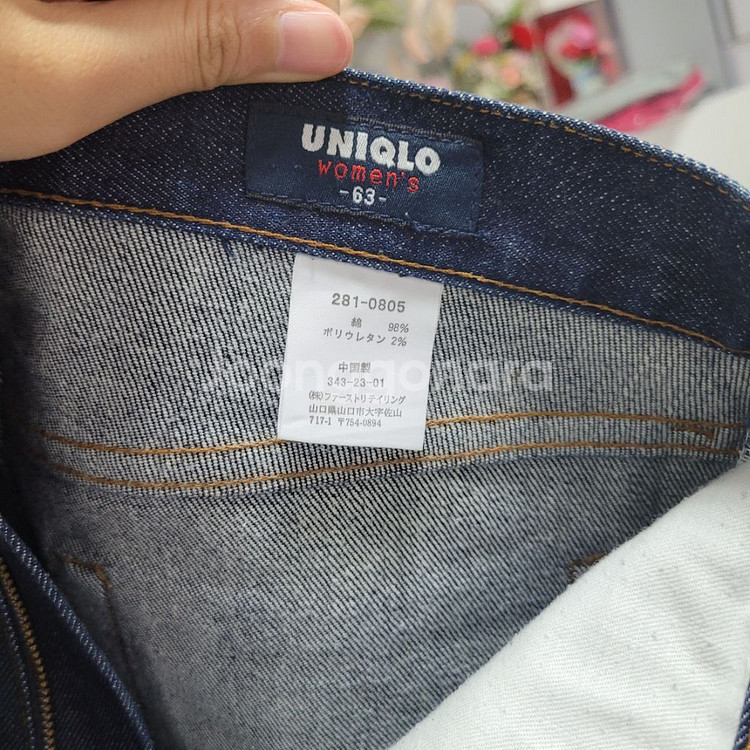 UNIQLO
women's
-63-
281-0805
綿 98%
ポリウレタン 2%
中国製
343-23-01
(株)ファーストリテイリング
山口県山口市大字佐山
717-1 〒754-0894
Joonggonara